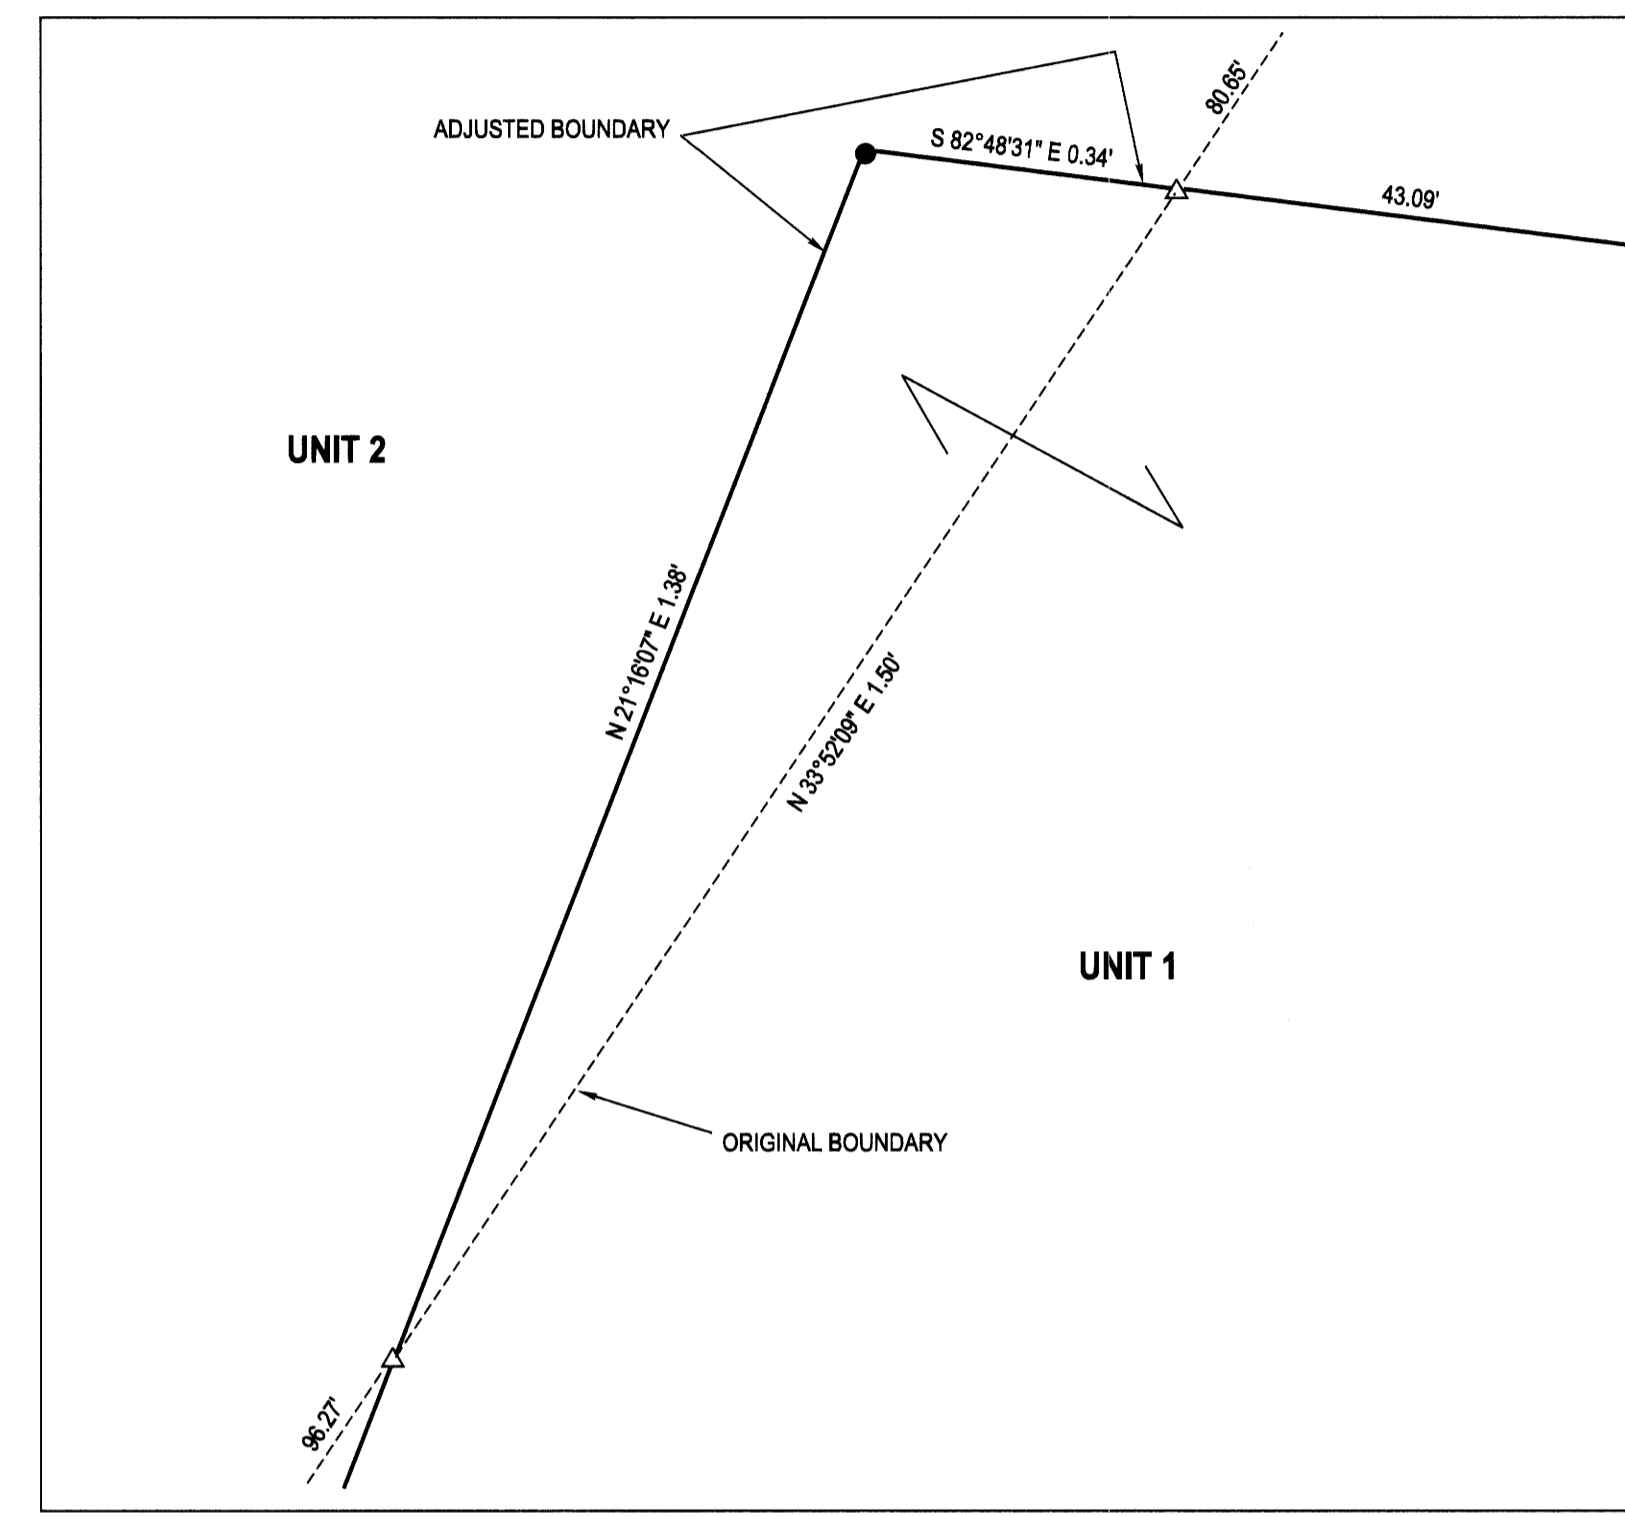 80.65'
ADJUSTED BOUNDARY
S 82°48'31" E 0.34'
43.09'
UNIT 2
N 21°16'07" E 1.38'
N 33°52'09" E 1.50'
UNIT 1
ORIGINAL BOUNDARY
96.27'